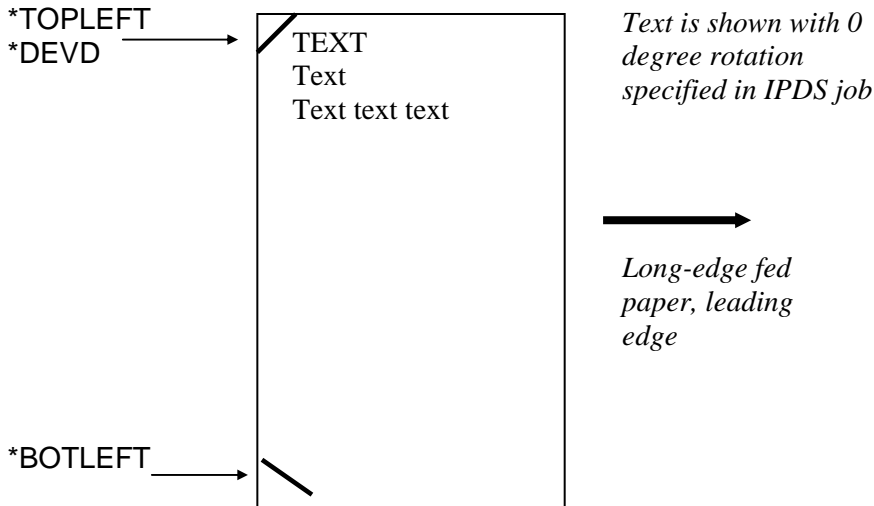 *TOPLEFT
*DEVD
TEXT
Text
Text text text
Text is shown with 0
degree rotation
specified in IPDS job
Long-edge fed
paper, leading
edge
*BOTLEFT